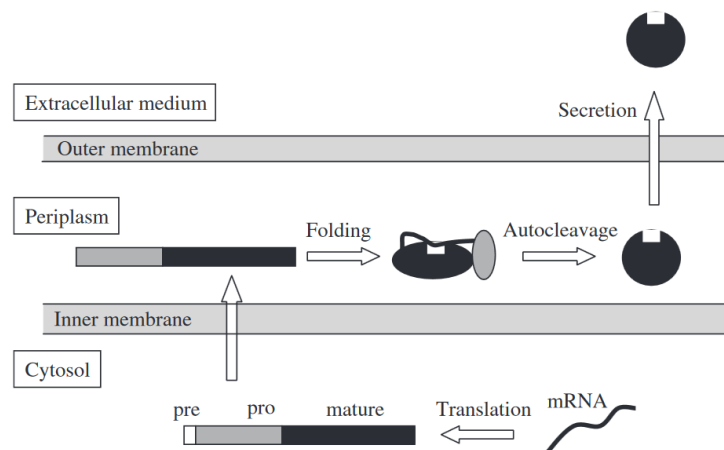 Extracellular medium
Secretion
Outer membrane
Periplasm
Folding
Autocleavage
Inner membrane
Cytosol
pre
pro
mature
Translation
mRNA